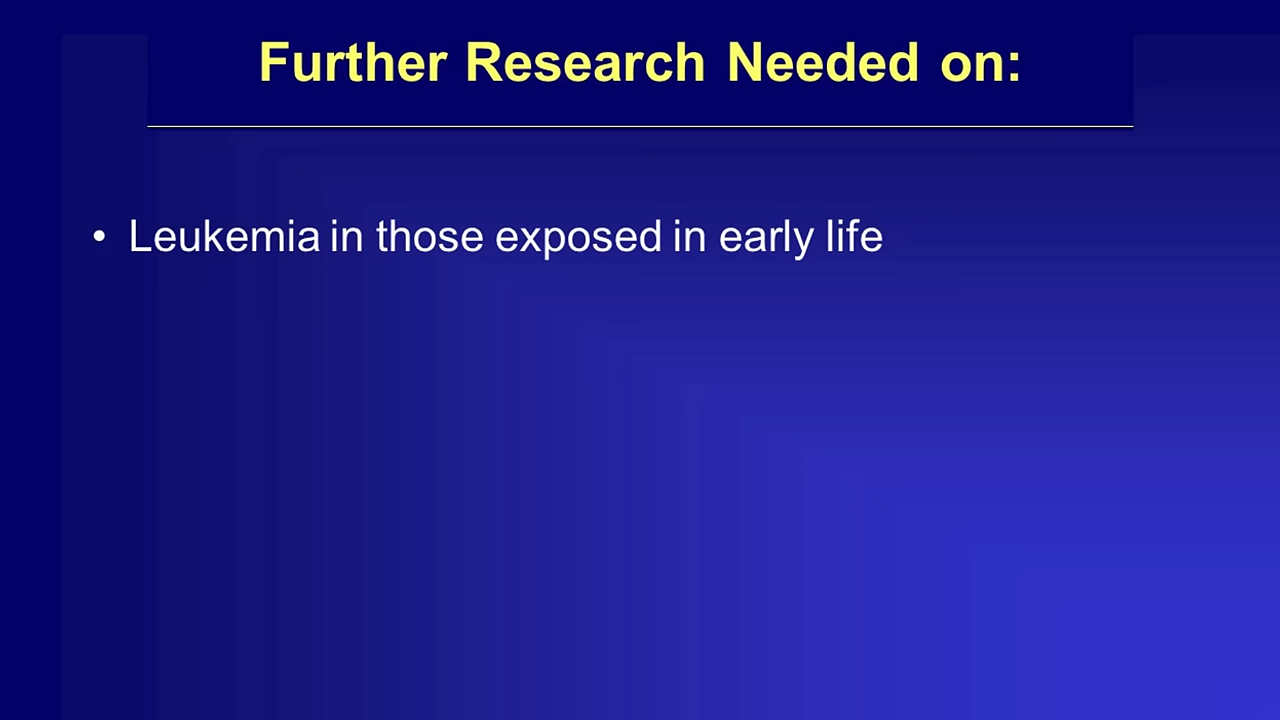 Further Research Needed on:
• Leukemia in those exposed in early life